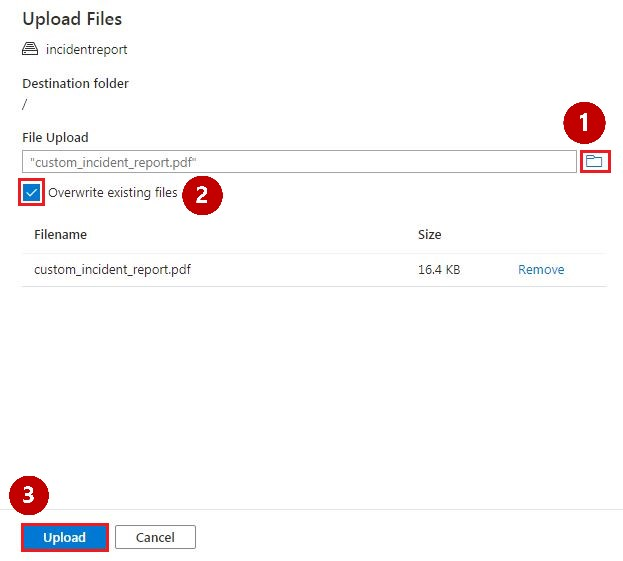 Upload Files
incidentreport
Destination folder
/
File Upload
1
"custom_incident_report.pdf"
Overwrite existing files
2
Filename Size
custom_incident_report.pdf 16.4 KB Remove
3
Upload Cancel